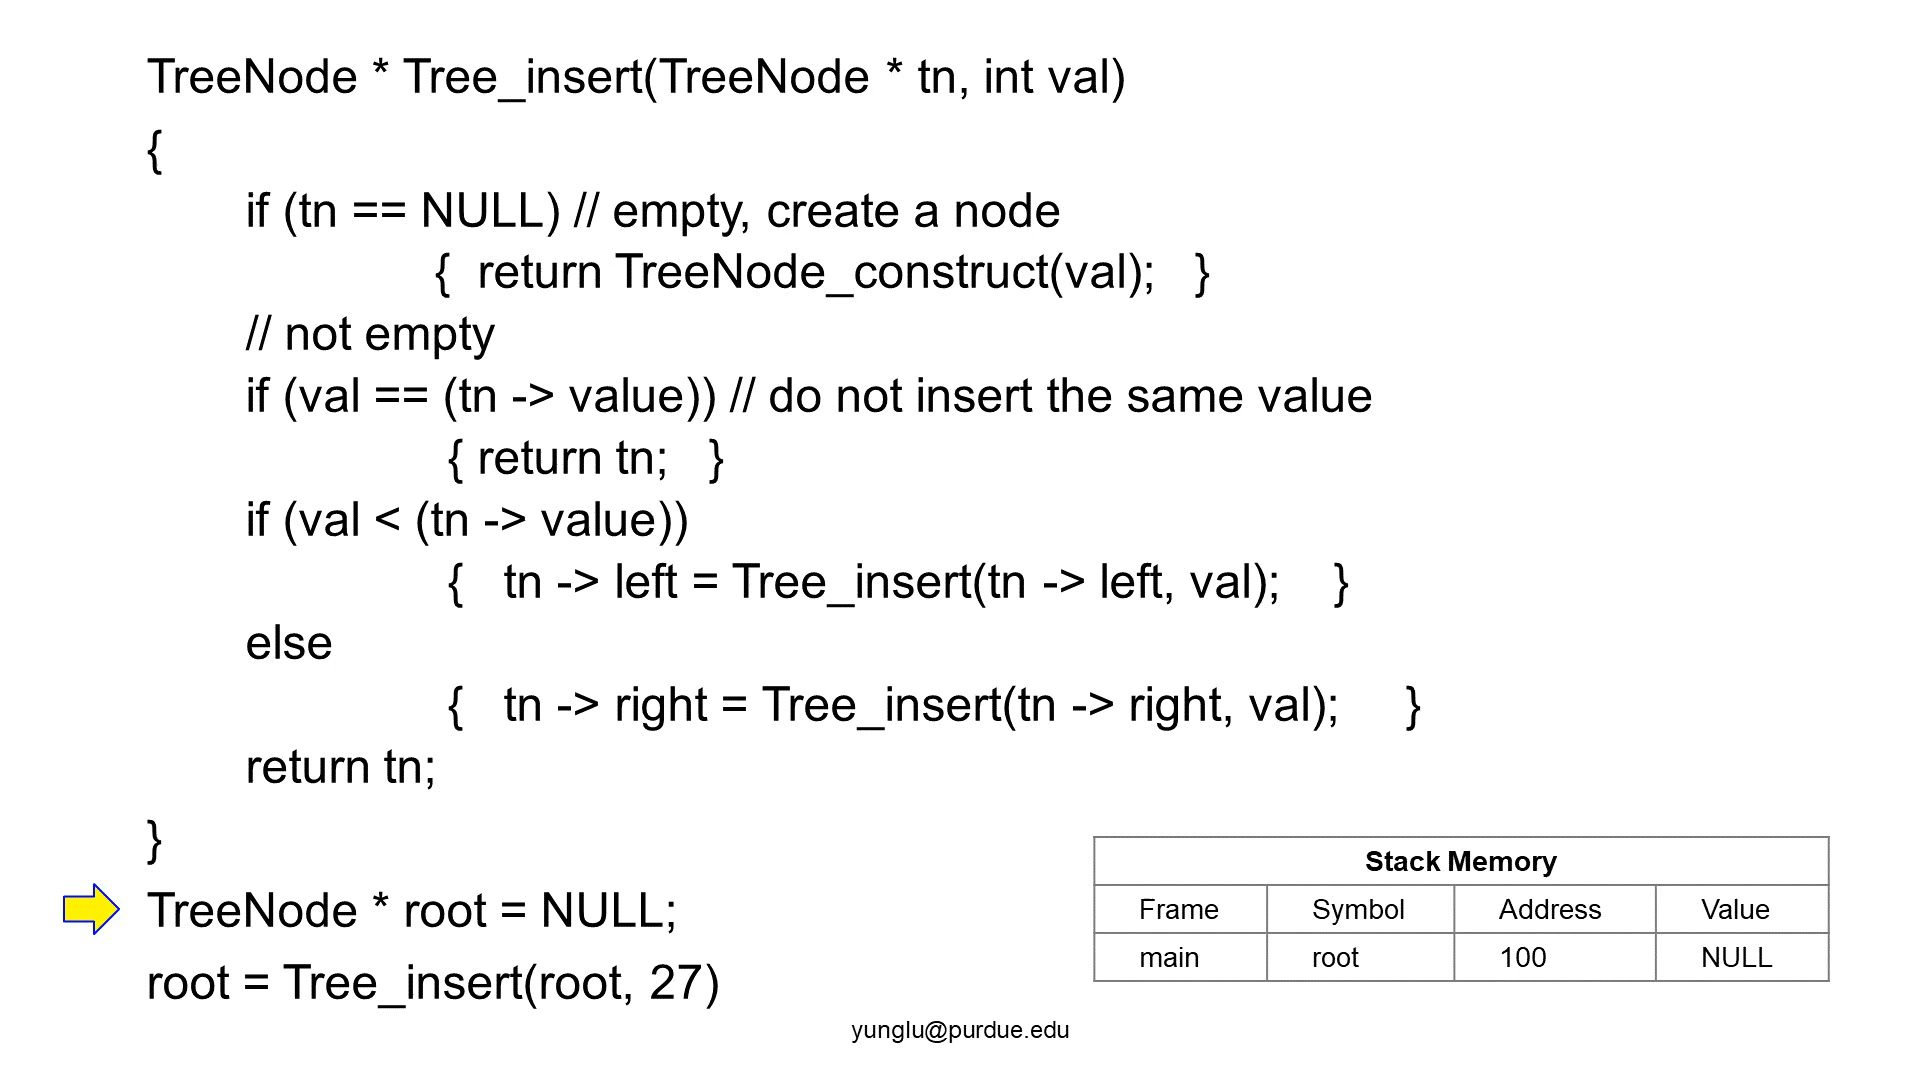 TreeNode * Tree_insert(TreeNode * tn, int val)
{
if (tn == NULL) // empty, create a node
{ return TreeNode_construct(val); }
// not empty
if (val == (tn -> value)) // do not insert the same value
{ return tn; }
if (val < (tn -> value))
{ tn -> left = Tree_insert(tn -> left, val); }
else
{ tn -> right = Tree_insert(tn -> right, val); }
return tn;
}
TreeNode * root = NULL;
root = Tree_insert(root, 27)
Stack Memory
Frame Symbol Address Value
main root 100 NULL
yunglu@purdue.edu